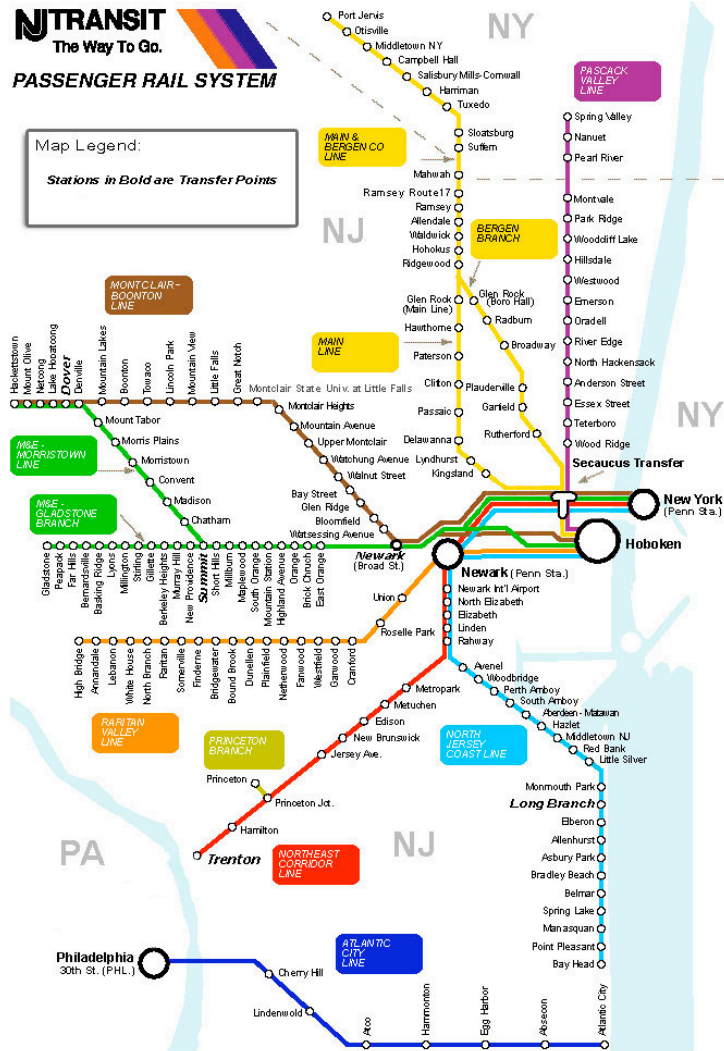 NJTRANSIT
The Way To Go.
PASSENGER RAIL SYSTEM
Map Legend:
Stations in Bold are Transfer Points
NY
NJ
NY
PA
NJ
MAIN &
BERGEN CO
LINE
PASCACK
VALLEY
LINE
BERGEN
BRANCH
MAIN
LINE
MONTCLAIR-
BOONTON
LINE
M&E -
MORRISTOWN
LINE
M&E -
GLADSTONE
BRANCH
RARITAN
VALLEY
LINE
PRINCETON
BRANCH
NORTHEAST
CORRIDOR
LINE
NORTH
JERSEY
COAST LINE
ATLANTIC
CITY
LINE
Port Jervis
Otisville
Middletown NY
Campbell Hall
Salisbury Mills-Cornwall
Harriman
Tuxedo
Sloatsburg
Suffern
Mahwah
Ramsey Route17
Ramsey
Allendale
Waldwick
Hohokus
Ridgewood
Glen Rock
(Main Line)
Hawthorne
Paterson
Clifton
Passaic
Delawanna
Lyndhurst
Kingsland
Glen Rock
(Boro Hall)
Radburn
Broadway
Plauderville
Garfield
Rutherford
Spring Valley
Nanuet
Pearl River
Montvale
Park Ridge
Woodcliff Lake
Hillsdale
Westwood
Emerson
Oradell
River Edge
North Hackensack
Anderson Street
Essex Street
Teterboro
Wood Ridge
Secaucus Transfer
New York
(Penn Sta.)
Hoboken
Hackettstown
Mount Olive
Netcong
Lake Hopatcong
Dover
Denville
Mountain Lakes
Boonton
Towaco
Lincoln Park
Mountain View
Little Falls
Great Notch
Montclair State Univ. at Little Falls
Montclair Heights
Mountain Avenue
Upper Montclair
Watchung Avenue
Walnut Street
Bay Street
Glen Ridge
Bloomfield
Watsessing Avenue
Newark
(Broad St.)
Mount Tabor
Morris Plains
Morristown
Convent
Madison
Chatham
Gladstone
Peapack
Far Hills
Bernardsville
Basking Ridge
Lyons
Millington
Stirling
Gillette
Berkeley Heights
Murray Hill
New Providence
Summit
Short Hills
Millburn
Maplewood
South Orange
Mountain Station
Highland Avenue
Orange
Brick Church
East Orange
Newark (Penn Sta.)
Newark Int'l Airport
North Elizabeth
Elizabeth
Linden
Rahway
Union
Roselle Park
High Bridge
Annandale
Lebanon
White House
North Branch
Raritan
Somerville
Finderne
Bridgewater
Bound Brook
Dunellen
Plainfield
Netherwood
Fanwood
Westfield
Garwood
Cranford
Metropark
Metuchen
Edison
New Brunswick
Jersey Ave.
Princeton
Princeton Jct.
Hamilton
Trenton
Avenel
Woodbridge
Perth Amboy
South Amboy
Aberdeen - Matawan
Hazlet
Middletown NJ
Red Bank
Little Silver
Monmouth Park
Long Branch
Elberon
Allenhurst
Asbury Park
Bradley Beach
Belmar
Spring Lake
Manasquan
Point Pleasant
Bay Head
Philadelphia
30th St. (PHL.)
Cherry Hill
Lindenwold
Atco
Hammonton
Egg Harbor
Absecon
Atlantic City